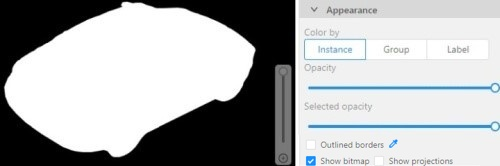 Appearance
Color by
Instance Group Label
Opacity
Selected opacity
Outlined borders
Show bitmap Show projections